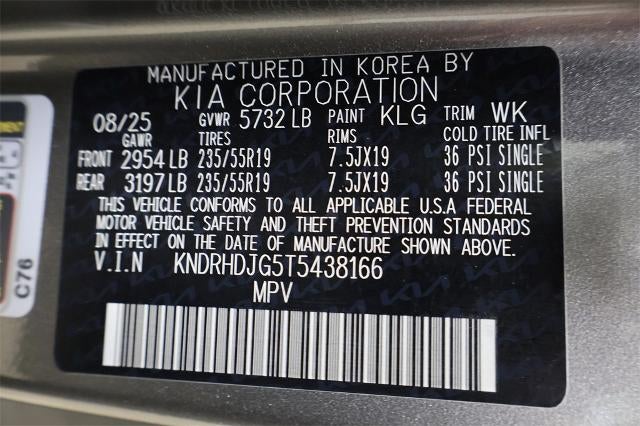 MANUFACTURED IN KOREA BY
KIA CORPORATION
08/25 GVWR 5732 LB PAINT KLG TRIM WK
GAWR TIRES RIMS COLD TIRE INFL
FRONT 2954 LB 235/55R19 7.5JX19 36 PSI SINGLE
REAR 3197 LB 235/55R19 7.5JX19 36 PSI SINGLE
THIS VEHICLE CONFORMS TO ALL APPLICABLE U.S.A FEDERAL
MOTOR VEHICLE SAFETY AND THEFT PREVENTION STANDARDS
IN EFFECT ON THE DATE OF MANUFACTURE SHOWN ABOVE.
V.I.N KNDRHDJG5T5438166
MPV
C76